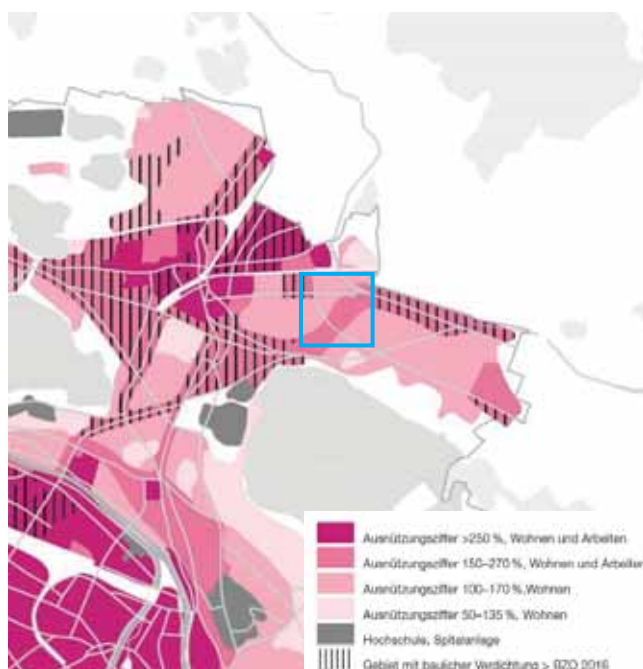 Ausnützungsziffer >250 %, Wohnen und Arbeiten
Ausnützungsziffer 150–270 %, Wohnen und Arbeiten
Ausnützungsziffer 100–170 %, Wohnen
Ausnützungsziffer 50–135 %, Wohnen
Hochschule, Spitalanlage
Gebiet mit baulicher Verdichtung > BZO 2016